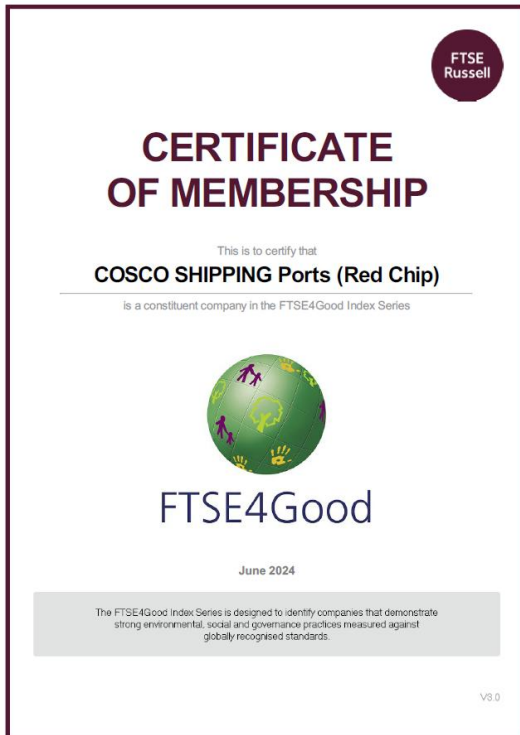 FTSE
Russell
CERTIFICATE
OF MEMBERSHIP
This is to certify that
COSCO SHIPPING Ports (Red Chip)
is a constituent company in the FTSE4Good Index Series
FTSE4Good
June 2024
The FTSE4Good Index Series is designed to identify companies that demonstrate
strong environmental, social and governance practices measured against
globally recognised standards.
V3.0